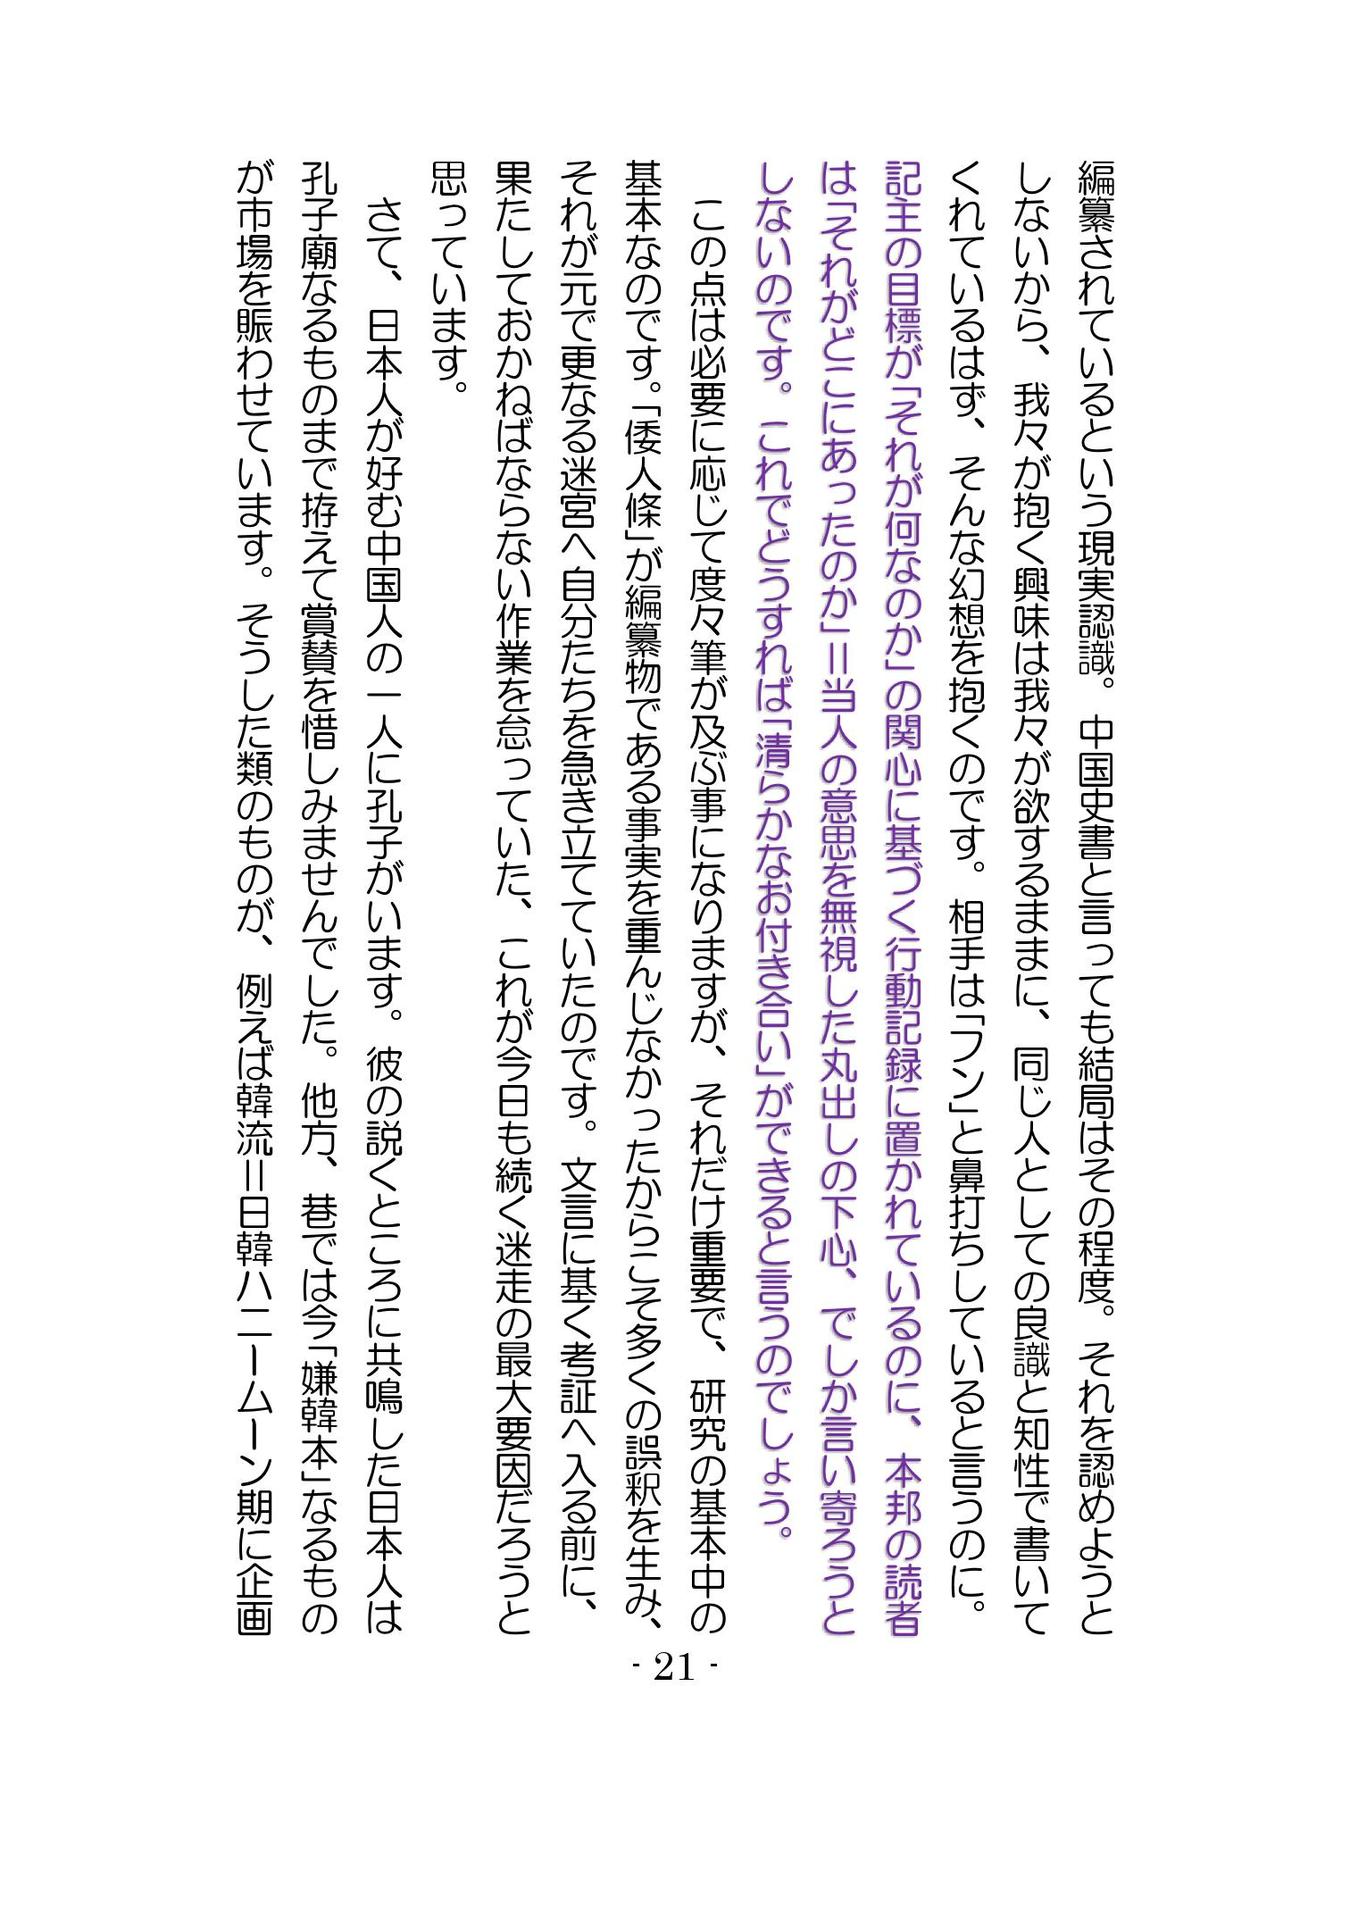 編纂されているという現実認識。中国史書と言っても結局はその程度。それを認めようと
しないから、我々が抱く興味は我々が欲するままに、同じ人としての良識と知性で書いて
くれているはず、そんな幻想を抱くのです。相手は「フン」と鼻打ちしていると言うのに。
記主の目標が「それが何なのか」の関心に基づく行動記録に置かれているのに、本邦の読者
は「それがどこにあったのか」＝当人の意思を無視した丸出しの下心、でしか言い寄ろうと
しないのです。これでどうすれば「清らかなお付き合い」ができると言うのでしょう。
　この点は必要に応じて度々筆が及ぶ事になりますが、それだけ重要で、研究の基本中の
基本なのです。「倭人條」が編纂物である事実を重んじなかったからこそ多くの誤釈を生み、
それが元で更なる迷宮へ自分たちを急き立てていたのです。文言に基く考証へ入る前に、
果たしておかねばならない作業を怠っていた、これが今日も続く迷走の最大要因だろうと
思っています。
　さて、日本人が好む中国人の一人に孔子がいます。彼の説くところに共鳴した日本人は
孔子廟なるものまで拵えて賞賛を惜しみませんでした。他方、巷では今「嫌韓本」なるもの
が市場を賑わせています。そうした類のものが、例えば韓流＝日韓ハニームーン期に企画
- 21 -